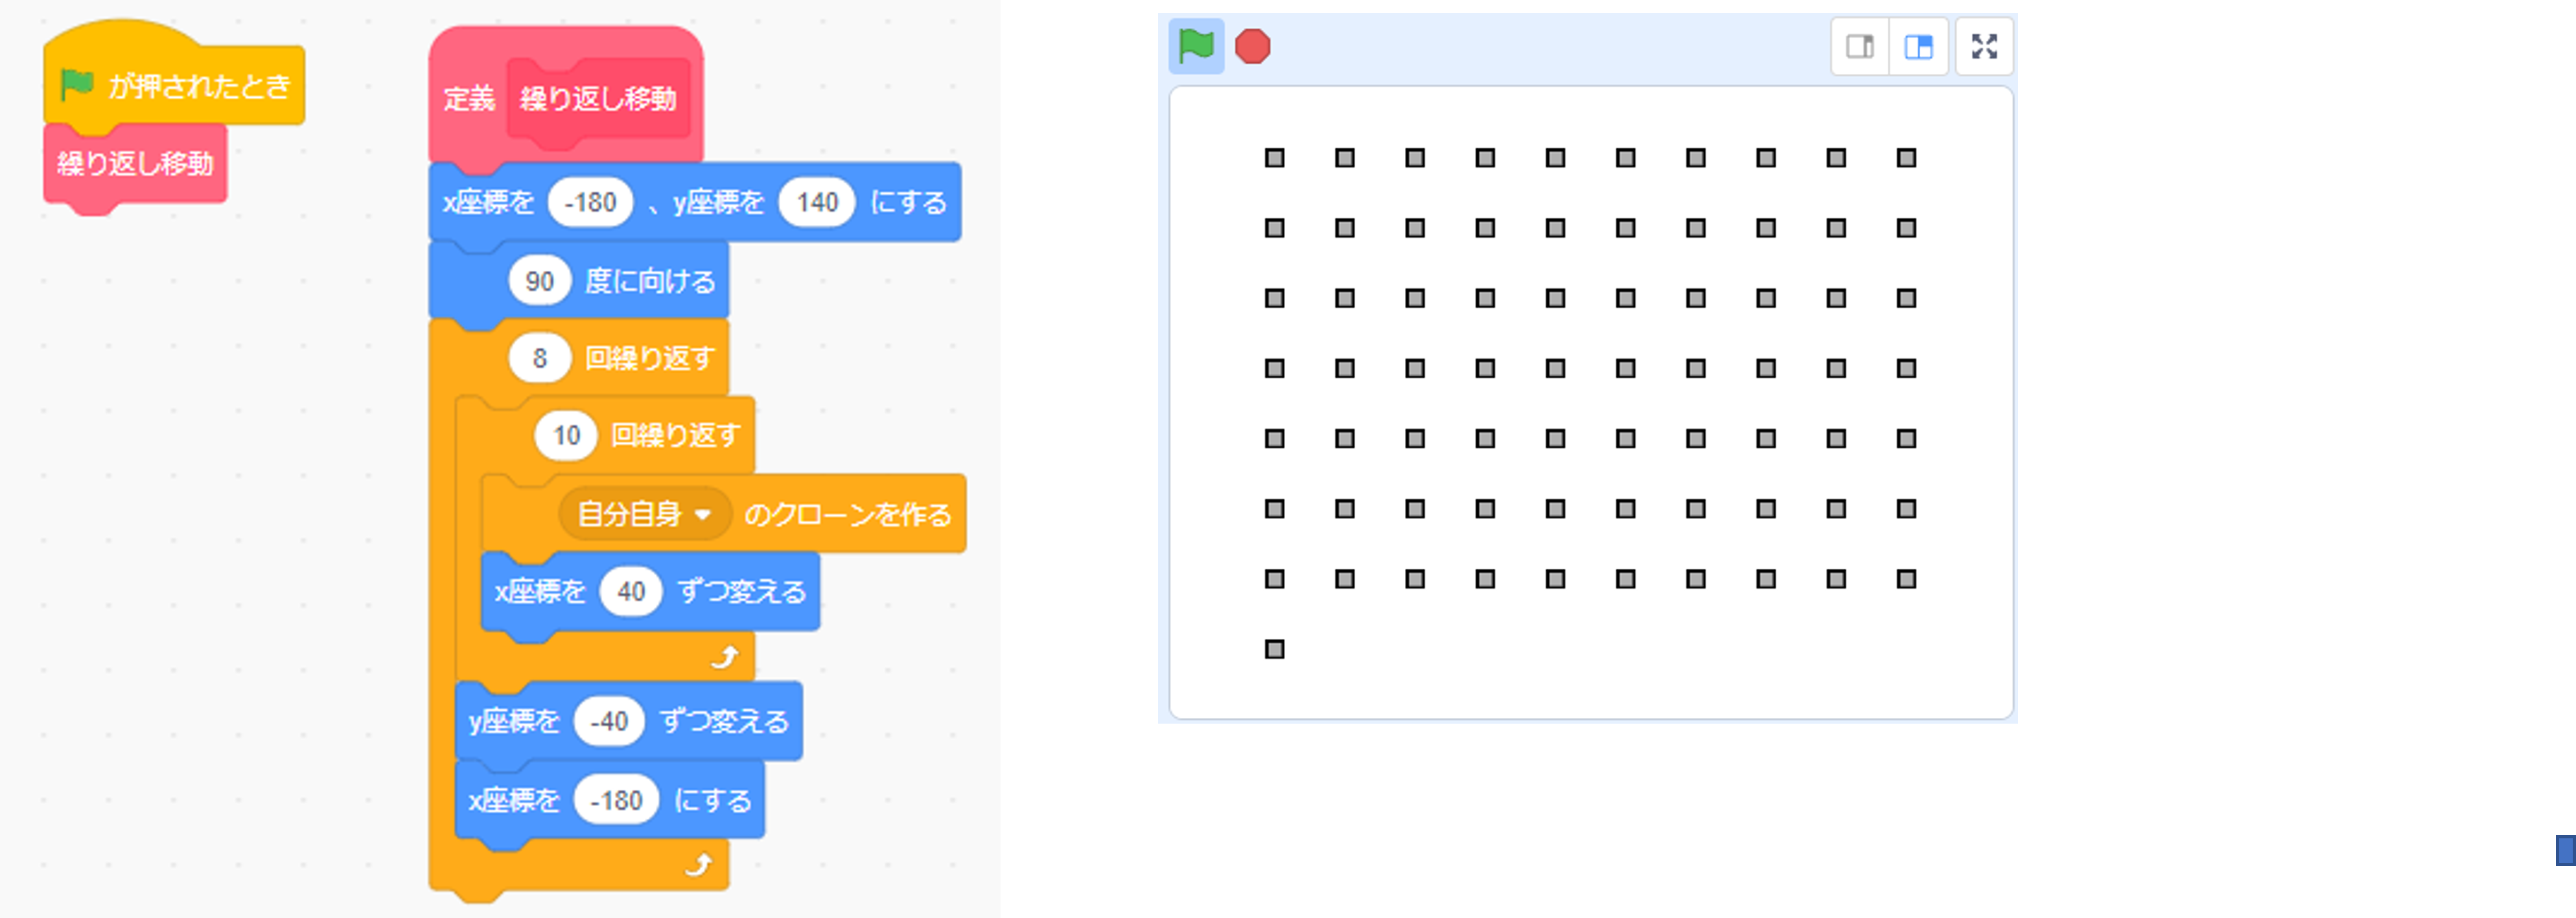 が押されたとき
繰り返し移動
定義 繰り返し移動
x座標を -180 、y座標を 140 にする
90 度に向ける
8 回繰り返す
10 回繰り返す
自分自身 のクローンを作る
x座標を 40 ずつ変える
y座標を -40 ずつ変える
x座標を -180 にする